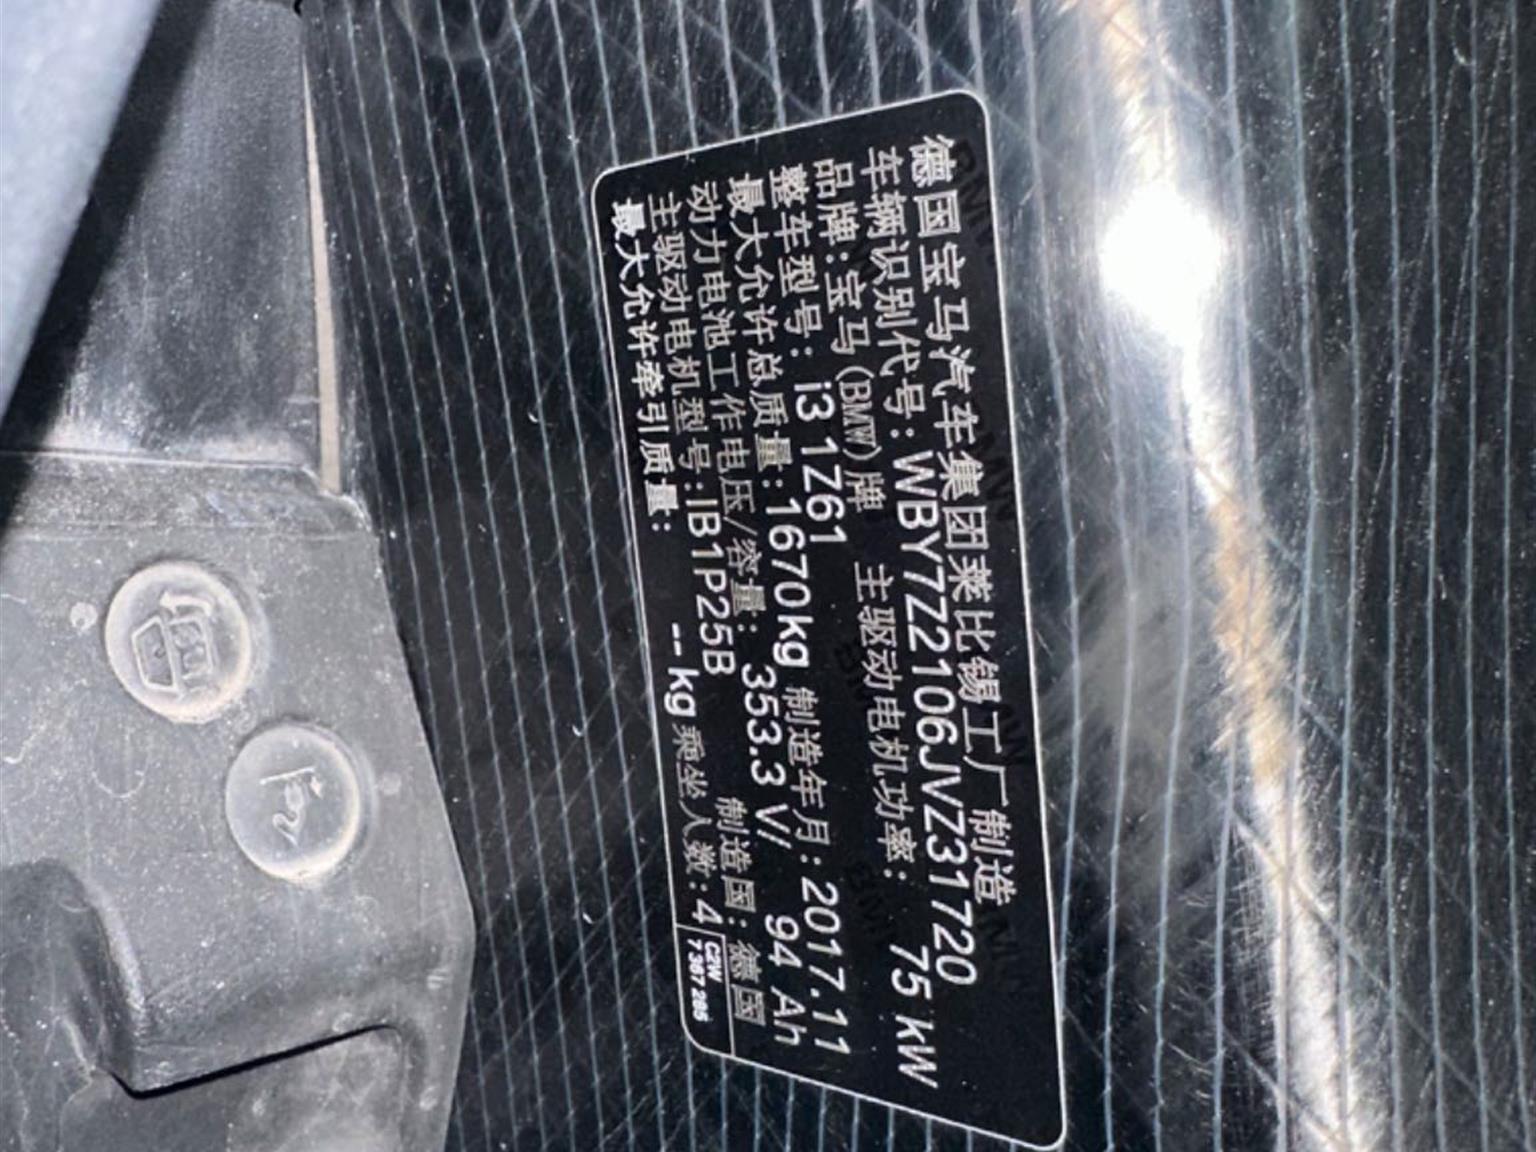 德国宝马汽车集团莱比锡工厂制造
车辆识别代号：WBY7Z2106JVZ31720
品牌：宝马(BMW)牌 主驱动电机功率： 75 kW
整车型号： i3 1Z61
最大允许总质量：1670kg 制造年月：2017.11
动力电池工作电压/容量： 353.3 V/ 94 Ah
主驱动电机型号：IB1P25B 制造国：德国
最大允许牵引质量： --kg 乘坐人数：4
C2W
7 387 286